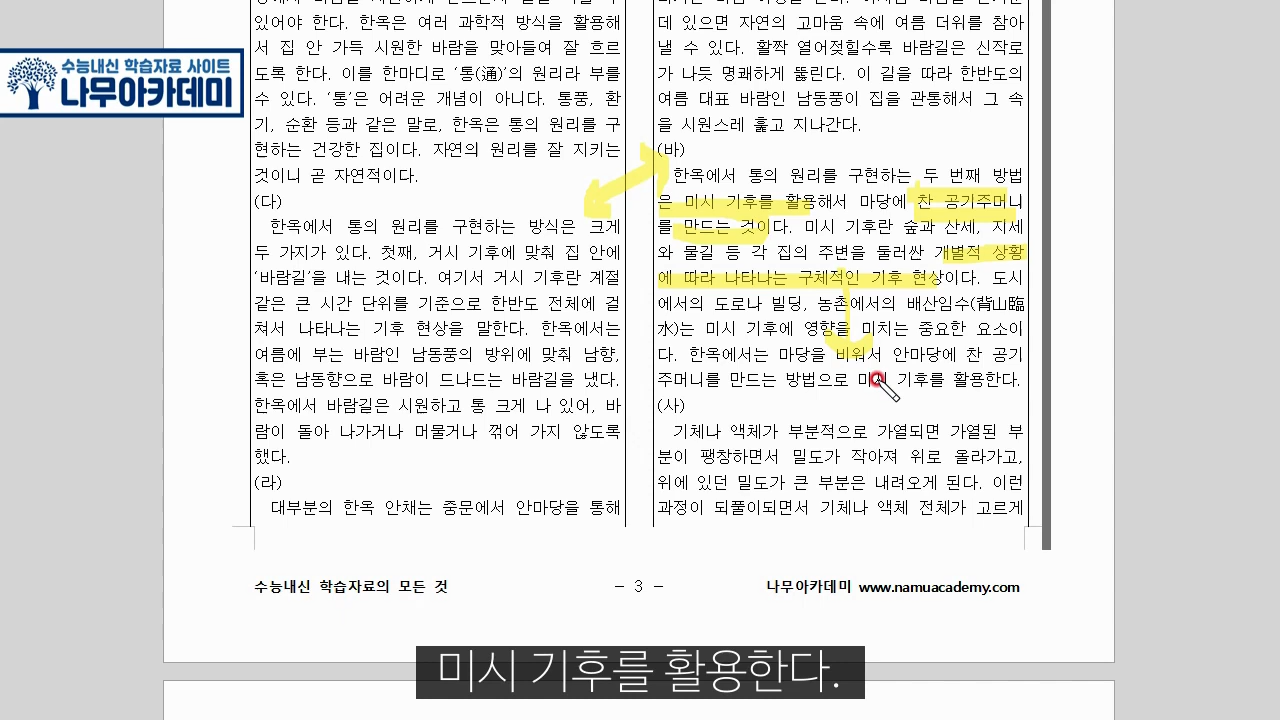 수능내신 학습자료 사이트
나무아카데미
있어야 한다. 한옥은 여러 과학적 방식을 활용해
서 집 안 가득 시원한 바람을 맞아들여 잘 흐르
도록 한다. 이를 한마디로 ‘통(通)’의 원리라 부를
수 있다. ‘통’은 어려운 개념이 아니다. 통풍, 환
기, 순환 등과 같은 말로, 한옥은 통의 원리를 구
현하는 건강한 집이다. 자연의 원리를 잘 지키는
것이니 곧 자연적이다.
(다)
한옥에서 통의 원리를 구현하는 방식은 크게
두 가지가 있다. 첫째, 거시 기후에 맞춰 집 안에
‘바람길’을 내는 것이다. 여기서 거시 기후란 계절
같은 큰 시간 단위를 기준으로 한반도 전체에 걸
쳐서 나타나는 기후 현상을 말한다. 한옥에서는
여름에 부는 바람인 남동풍의 방위에 맞춰 남향,
혹은 남동향으로 바람이 드나드는 바람길을 냈다.
한옥에서 바람길은 시원하고 통 크게 나 있어, 바
람이 돌아 나가거나 머물거나 꺾어 가지 않도록
했다.
(라)
대부분의 한옥 안채는 중문에서 안마당을 통해
데 있으면 자연의 고마움 속에 여름 더위를 참아
낼 수 있다. 활짝 열어젖힐수록 바람길은 신작로
가 나듯 명쾌하게 뚫린다. 이 길을 따라 한반도의
여름 대표 바람인 남동풍이 집을 관통해서 그 속
을 시원스레 훑고 지나간다.
(바)
한옥에서 통의 원리를 구현하는 두 번째 방법
은 미시 기후를 활용해서 마당에 찬 공기주머니
를 만드는 것이다. 미시 기후란 숲과 산세, 지세
와 물길 등 각 집의 주변을 둘러싼 개별적 상황
에 따라 나타나는 구체적인 기후 현상이다. 도시
에서의 도로나 빌딩, 농촌에서의 배산임수(背山臨
水)는 미시 기후에 영향을 미치는 중요한 요소이
다. 한옥에서는 마당을 비워서 안마당에 찬 공기
주머니를 만드는 방법으로 미시 기후를 활용한다.
(사)
기체나 액체가 부분적으로 가열되면 가열된 부
분이 팽창하면서 밀도가 작아져 위로 올라가고,
위에 있던 밀도가 큰 부분은 내려오게 된다. 이런
과정이 되풀이되면서 기체나 액체 전체가 고르게
수능내신 학습자료의 모든 것
- 3 -
나무아카데미 www.namuacademy.com
미시 기후를 활용한다.